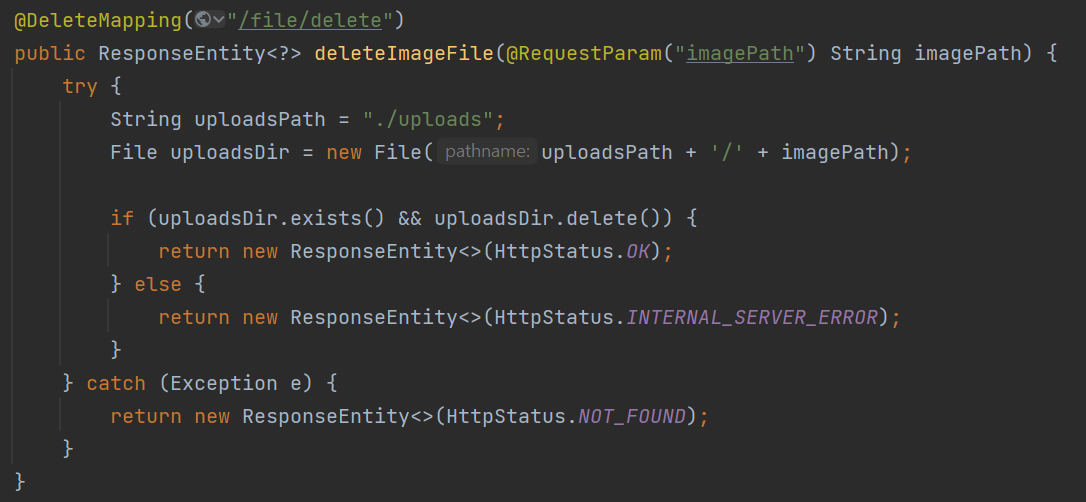 @DeleteMapping("/file/delete")
public ResponseEntity<?> deleteImageFile(@RequestParam("imagePath") String imagePath) {
    try {
        String uploadsPath = "./uploads";
        File uploadsDir = new File( pathname: uploadsPath + '/' + imagePath);

        if (uploadsDir.exists() && uploadsDir.delete()) {
            return new ResponseEntity<>(HttpStatus.OK);
        } else {
            return new ResponseEntity<>(HttpStatus.INTERNAL_SERVER_ERROR);
        }
    } catch (Exception e) {
        return new ResponseEntity<>(HttpStatus.NOT_FOUND);
    }
}